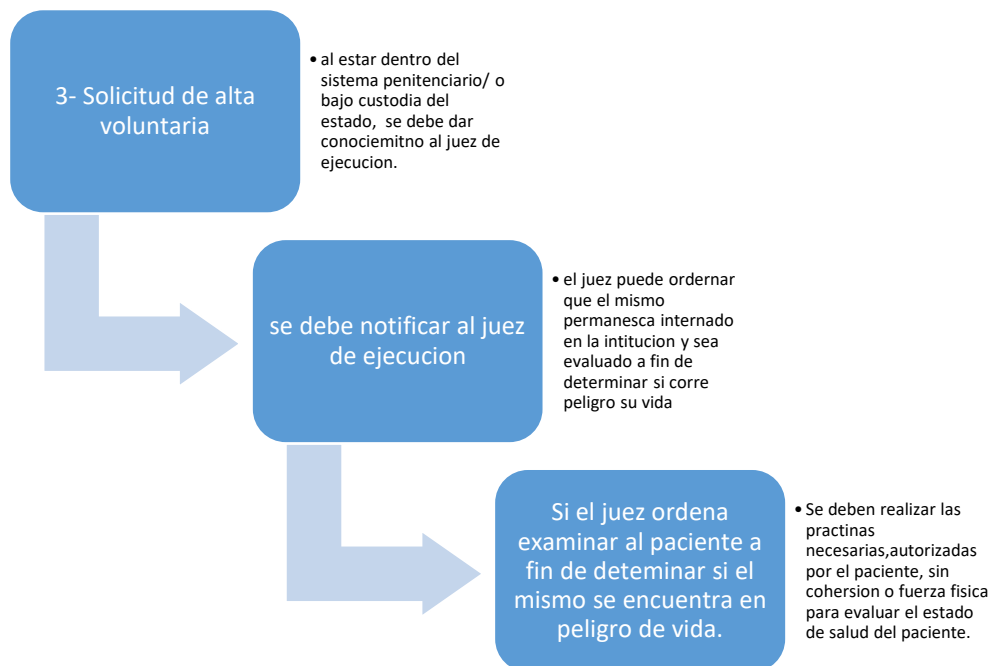 3- Solicitud de alta
voluntaria
• al estar dentro del
sistema penitenciario/ o
bajo custodia del
estado, se debe dar
conociemitno al juez de
ejecucion.
se debe notificar al juez
de ejecucion
• el juez puede ordernar
que el mismo
permanesca internado
en la intitucion y sea
evaluado a fin de
determinar si corre
peligro su vida
Si el juez ordena
examinar al paciente a
fin de deteminar si el
mismo se encuentra en
peligro de vida.
• Se deben realizar las
practinas
necesarias,autorizadas
por el paciente, sin
cohersion o fuerza fisica
para evaluar el estado
de salud del paciente.